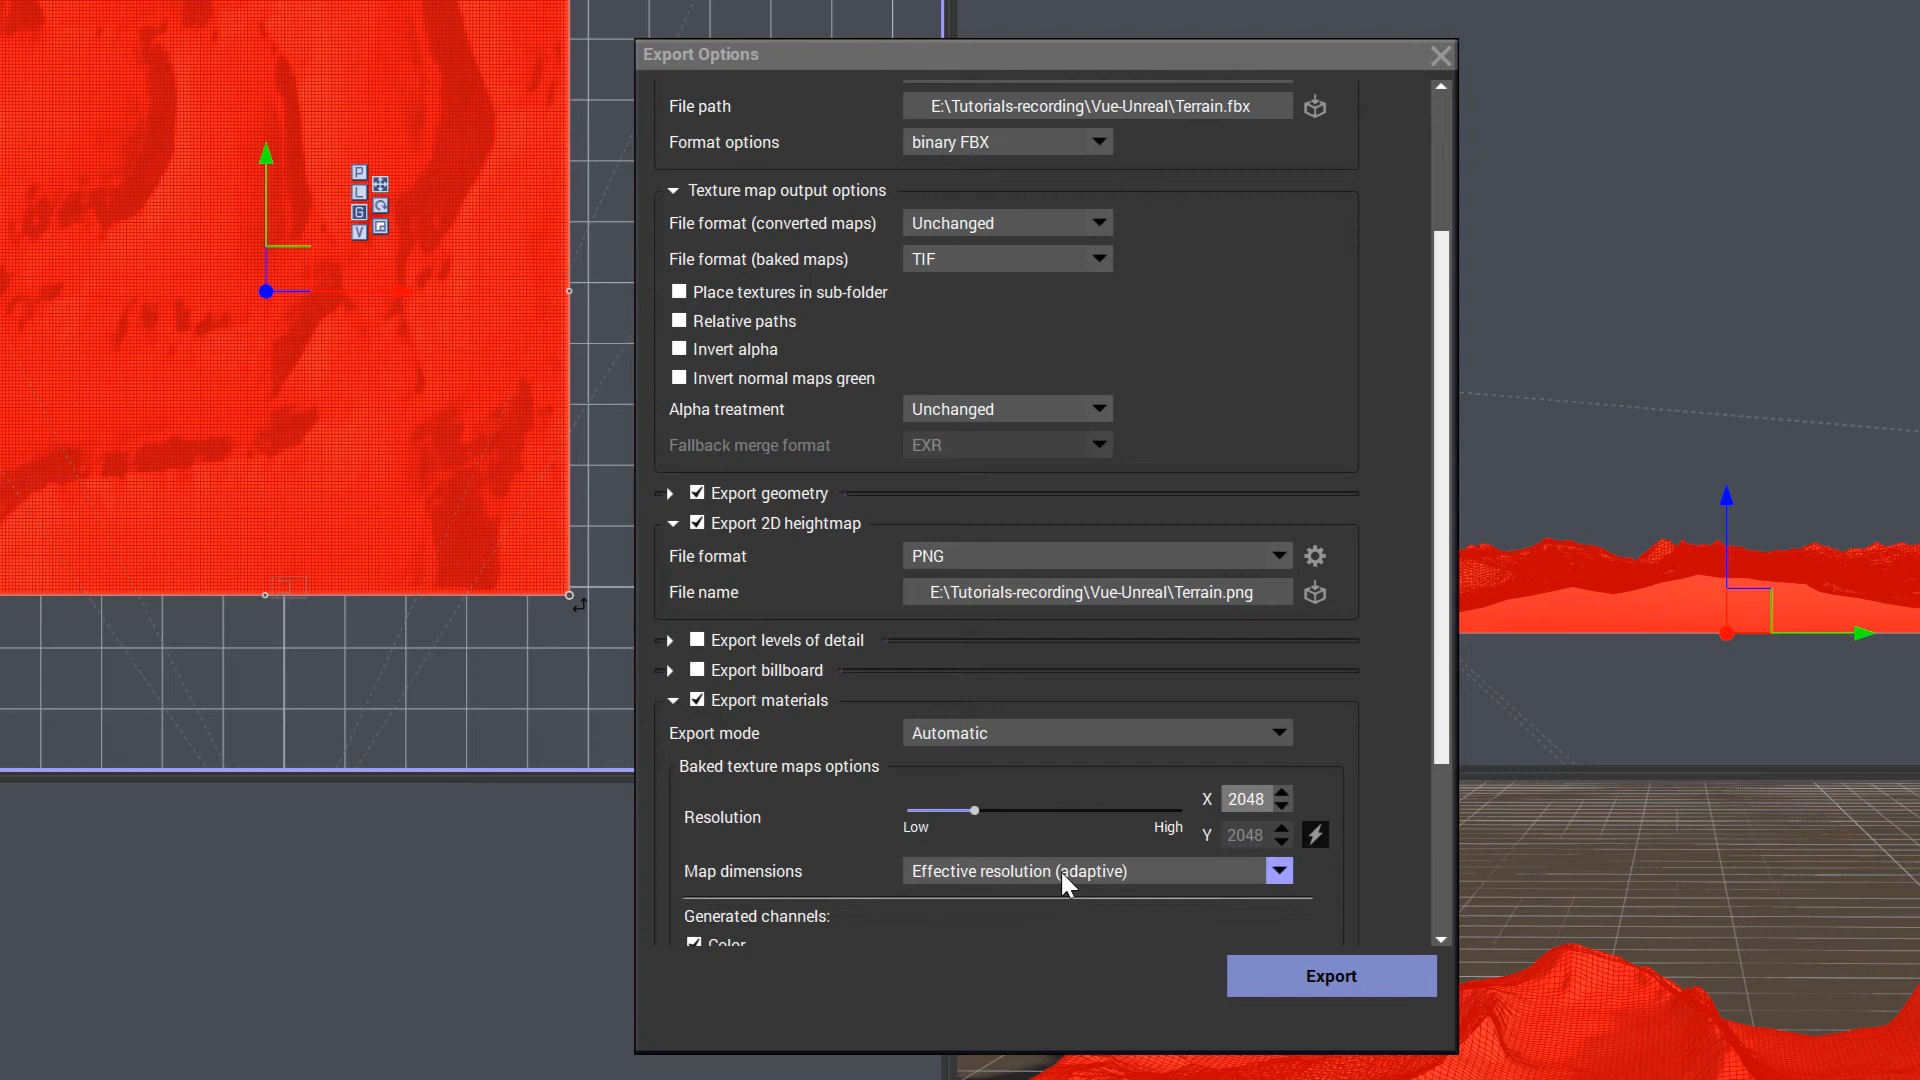 Export Options
File path E:\Tutorials-recording\Vue-Unreal\Terrain.fbx
Format options binary FBX
Texture map output options
File format (converted maps) Unchanged
File format (baked maps) TIF
Place textures in sub-folder
Relative paths
Invert alpha
Invert normal maps green
Alpha treatment Unchanged
Fallback merge format EXR
Export geometry
Export 2D heightmap
File format PNG
File name E:\Tutorials-recording\Vue-Unreal\Terrain.png
Export levels of detail
Export billboard
Export materials
Export mode Automatic
Baked texture maps options
Resolution Low High X 2048
Y 2048
Map dimensions Effective resolution (adaptive)
Generated channels:
Color
Export
P
L
G
V